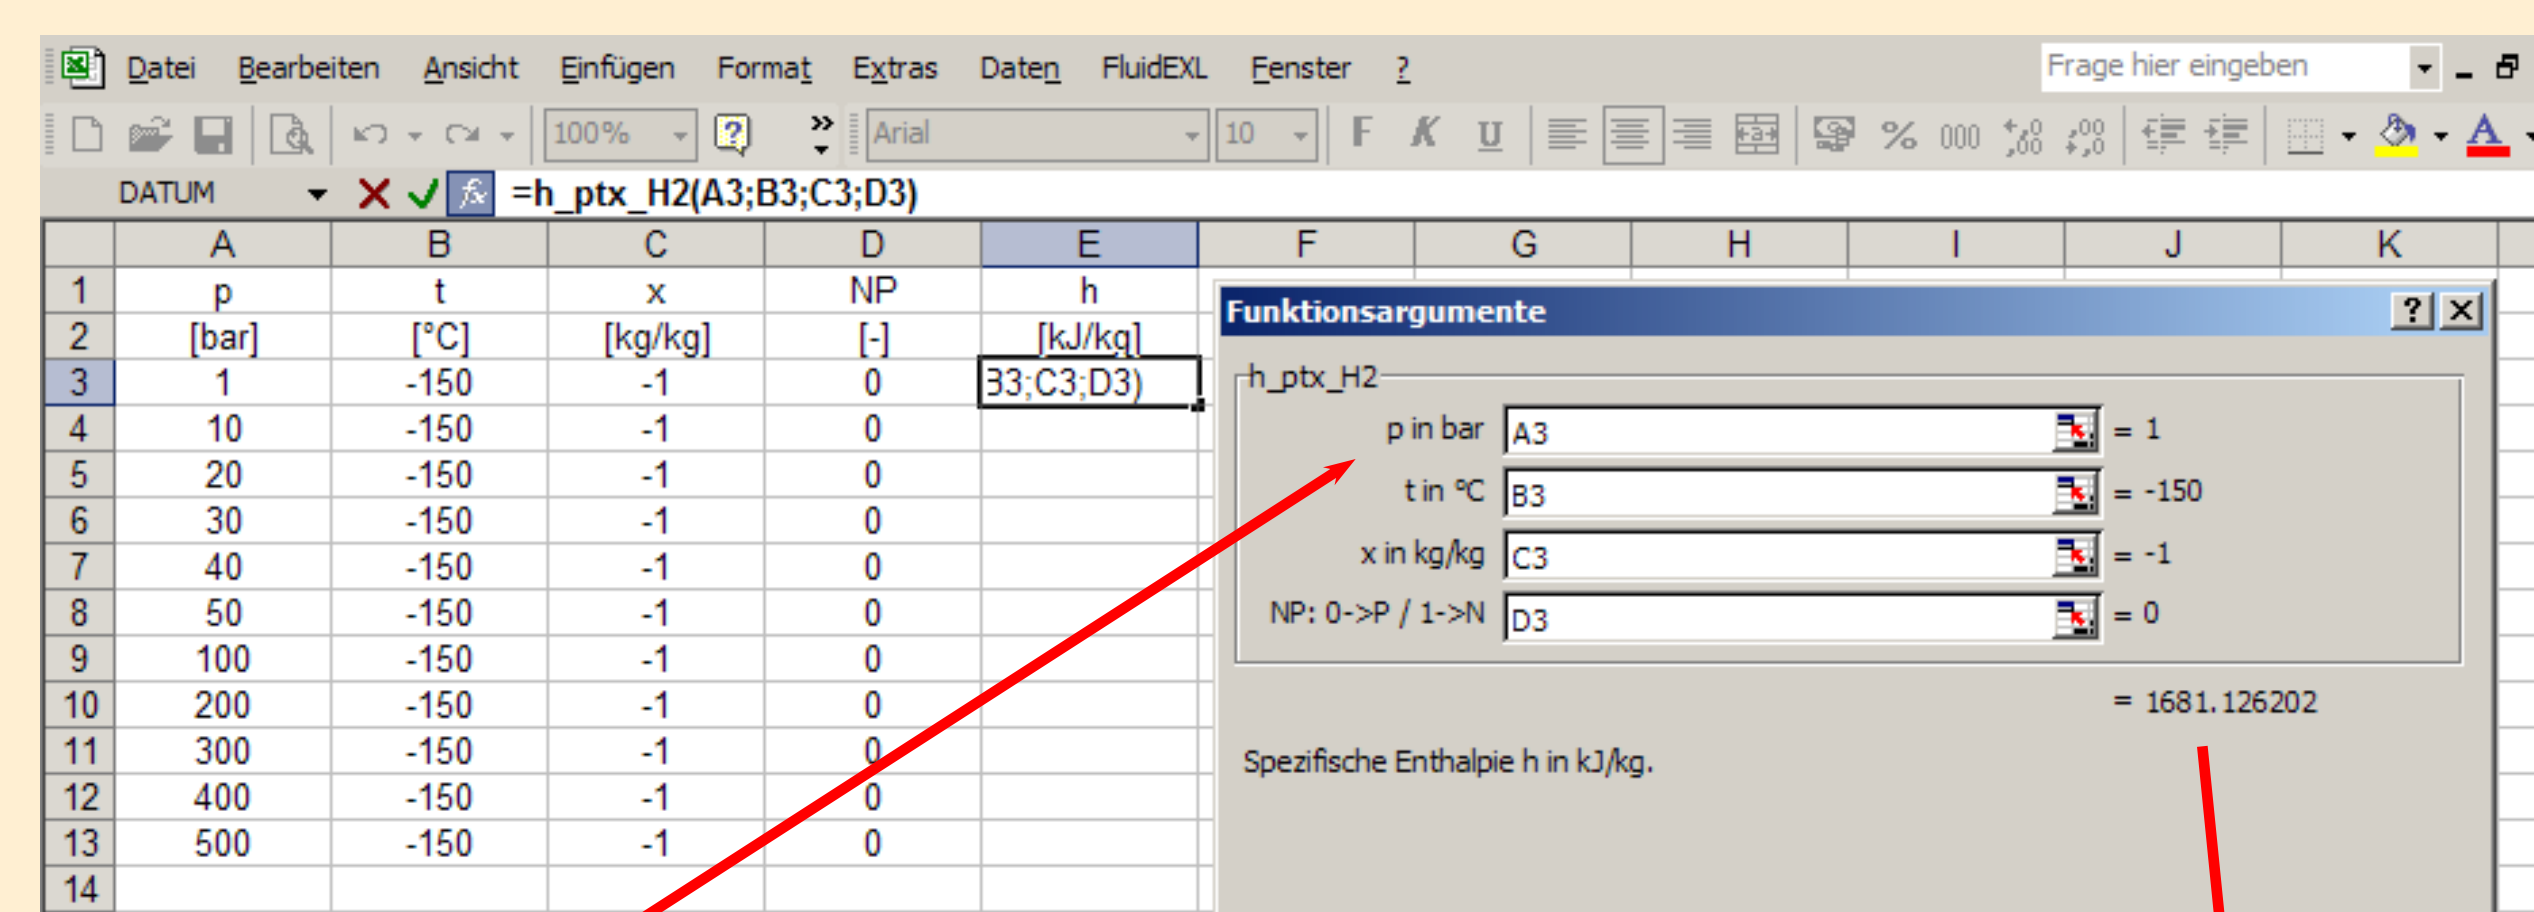 Datei Bearbeiten Ansicht Einfügen Format Extras Daten FluidEXL Fenster ? Frage hier eingeben
100% Arial 10 F K U % 000
DATUM =h_ptx_H2(A3;B3;C3;D3)
A B C D E F G H I J K
1 p t x NP h
2 [bar] [°C] [kg/kg] [-] [kJ/kg]
3 1 -150 -1 0 B3;C3;D3)
4 10 -150 -1 0
5 20 -150 -1 0
6 30 -150 -1 0
7 40 -150 -1 0
8 50 -150 -1 0
9 100 -150 -1 0
10 200 -150 -1 0
11 300 -150 -1 0
12 400 -150 -1 0
13 500 -150 -1 0
14
Funktionsargumente
h_ptx_H2
p in bar A3 = 1
t in °C B3 = -150
x in kg/kg C3 = -1
NP: 0->P / 1->N D3 = 0
= 1681.126202
Spezifische Enthalpie h in kJ/kg.